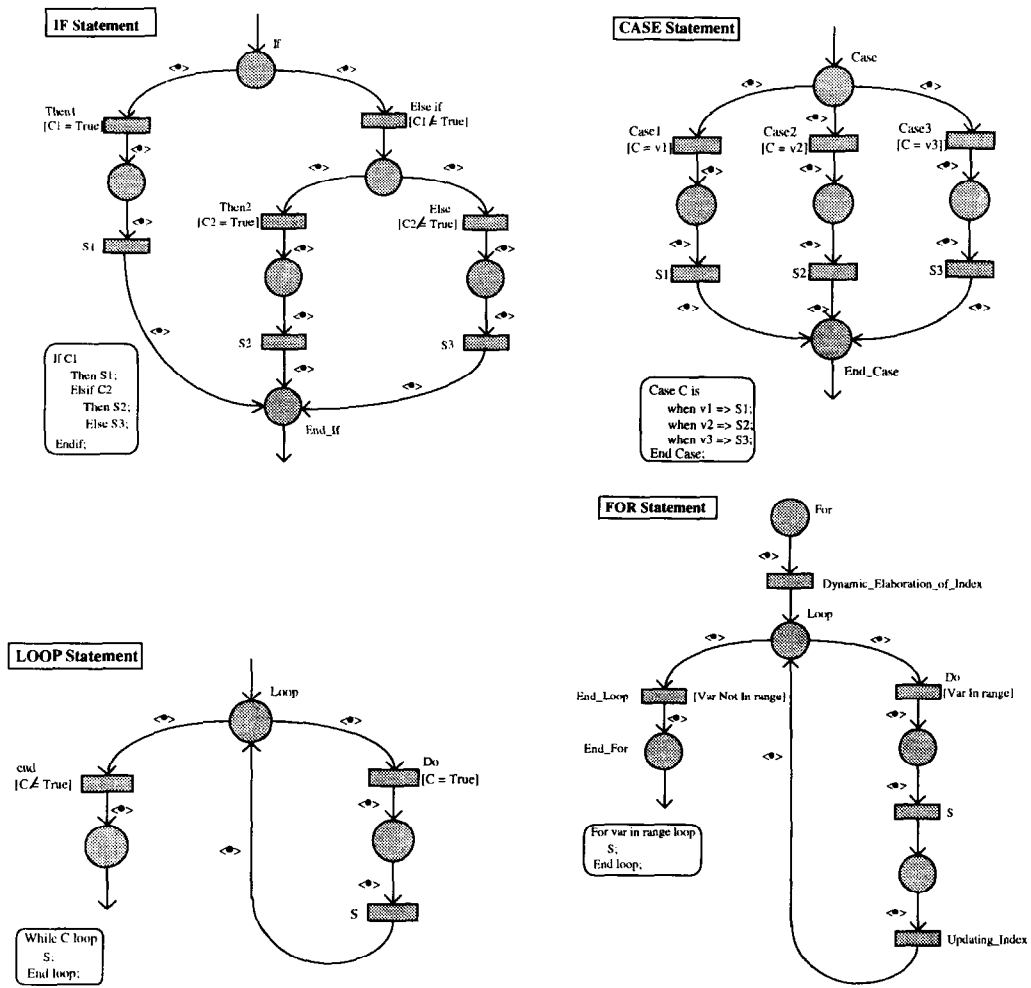 IF Statement
If
<•>
<•>
Then1
[C1 = True]
Else if
[C1 ≠ True]
<•>
<•>
<•>
<•>
<•>
Then2
[C2 = True]
Else
[C2 ≠ True]
S1
<•>
<•>
<•>
<•>
<•>
S2
S3
<•>
<•>
End_If
If C1
Then S1;
Elsif C2
Then S2;
Else S3;
Endif;
CASE Statement
Case
<•>
<•>
<•>
Case1
[C = v1]
Case2
[C = v2]
Case3
[C = v3]
<•>
<•>
<•>
<•>
<•>
<•>
S1
S2
S3
<•>
<•>
<•>
End_Case
Case C is
when v1 => S1;
when v2 => S2;
when v3 => S3;
End Case;
LOOP Statement
Loop
<•>
<•>
end
[C ≠ True]
Do
[C = True]
<•>
<•>
<•>
<•>
S
While C loop
S;
End loop;
FOR Statement
For
<•>
Dynamic_Elaboration_of_Index
Loop
<•>
<•>
End_Loop
[Var Not In range]
Do
[Var In range]
<•>
<•>
End_For
<•>
<•>
S
<•>
<•>
Updating_Index
For var in range loop
S;
End loop;